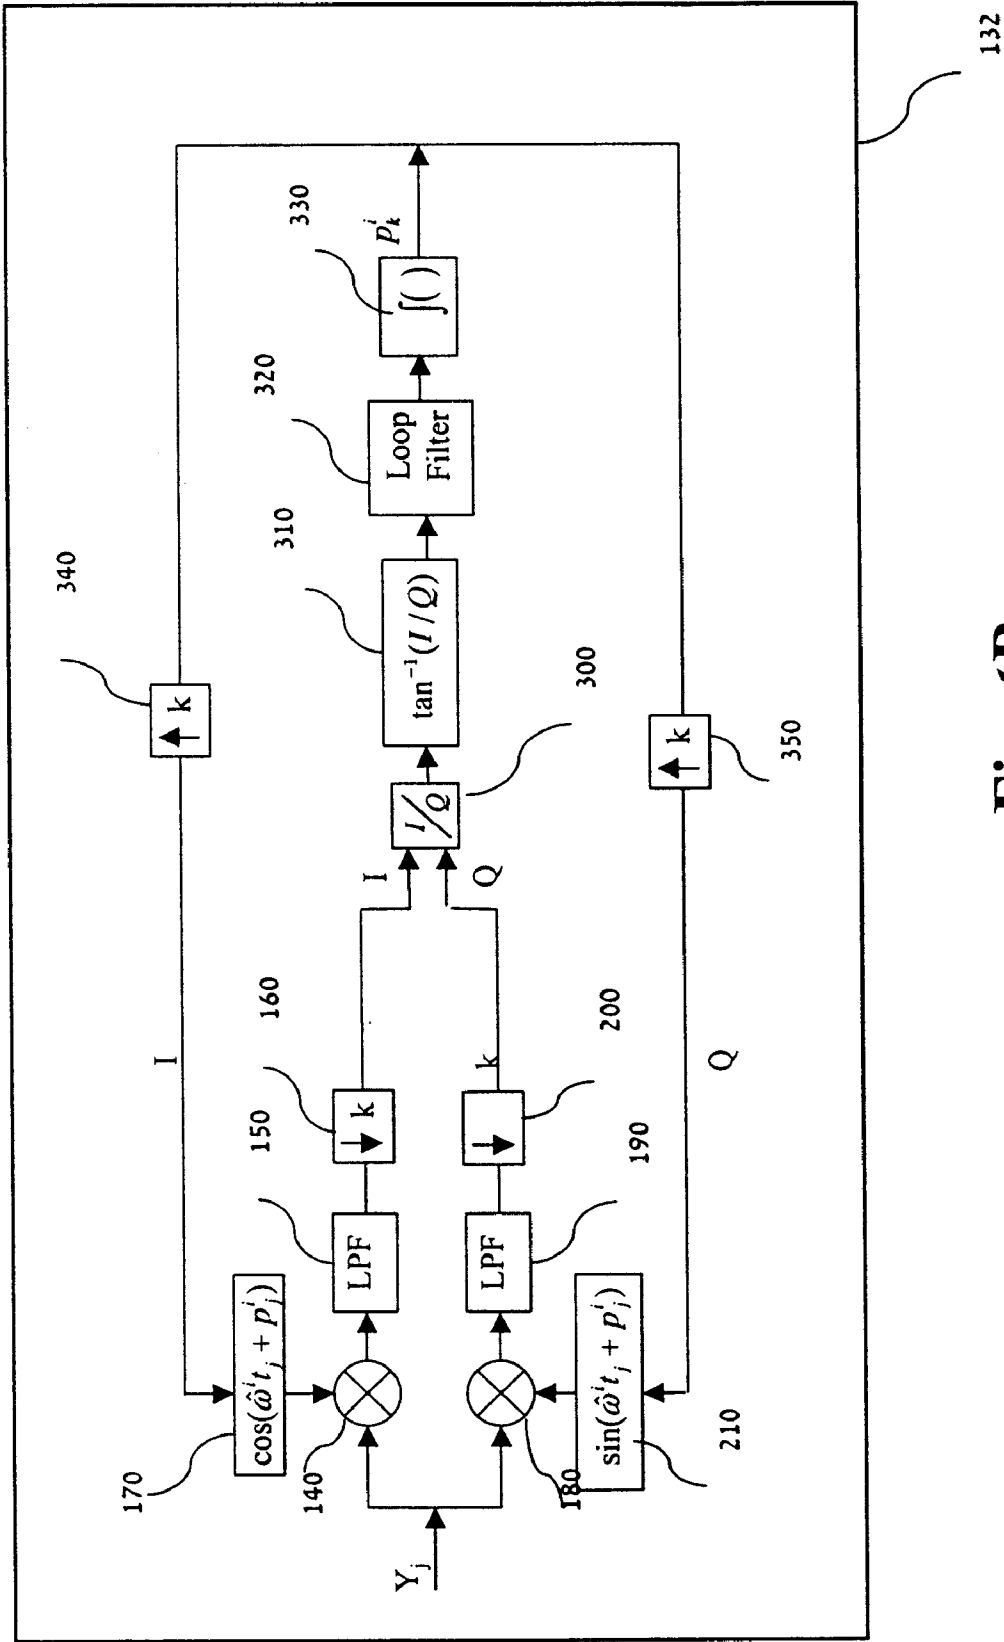 132
340
I
330
320
310
p_k^i
∫( )
Loop
Filter
tan⁻¹(I / Q)
300
I/Q
I
Q
↑ k
↑ k
350
160
150
↓ k
LPF
k
↓
200
LPF
190
Q
170
cos(ω̂^i t_j + p_j^i)
140
180
sin(ω̂^i t_j + p_j^i)
210
Y_j